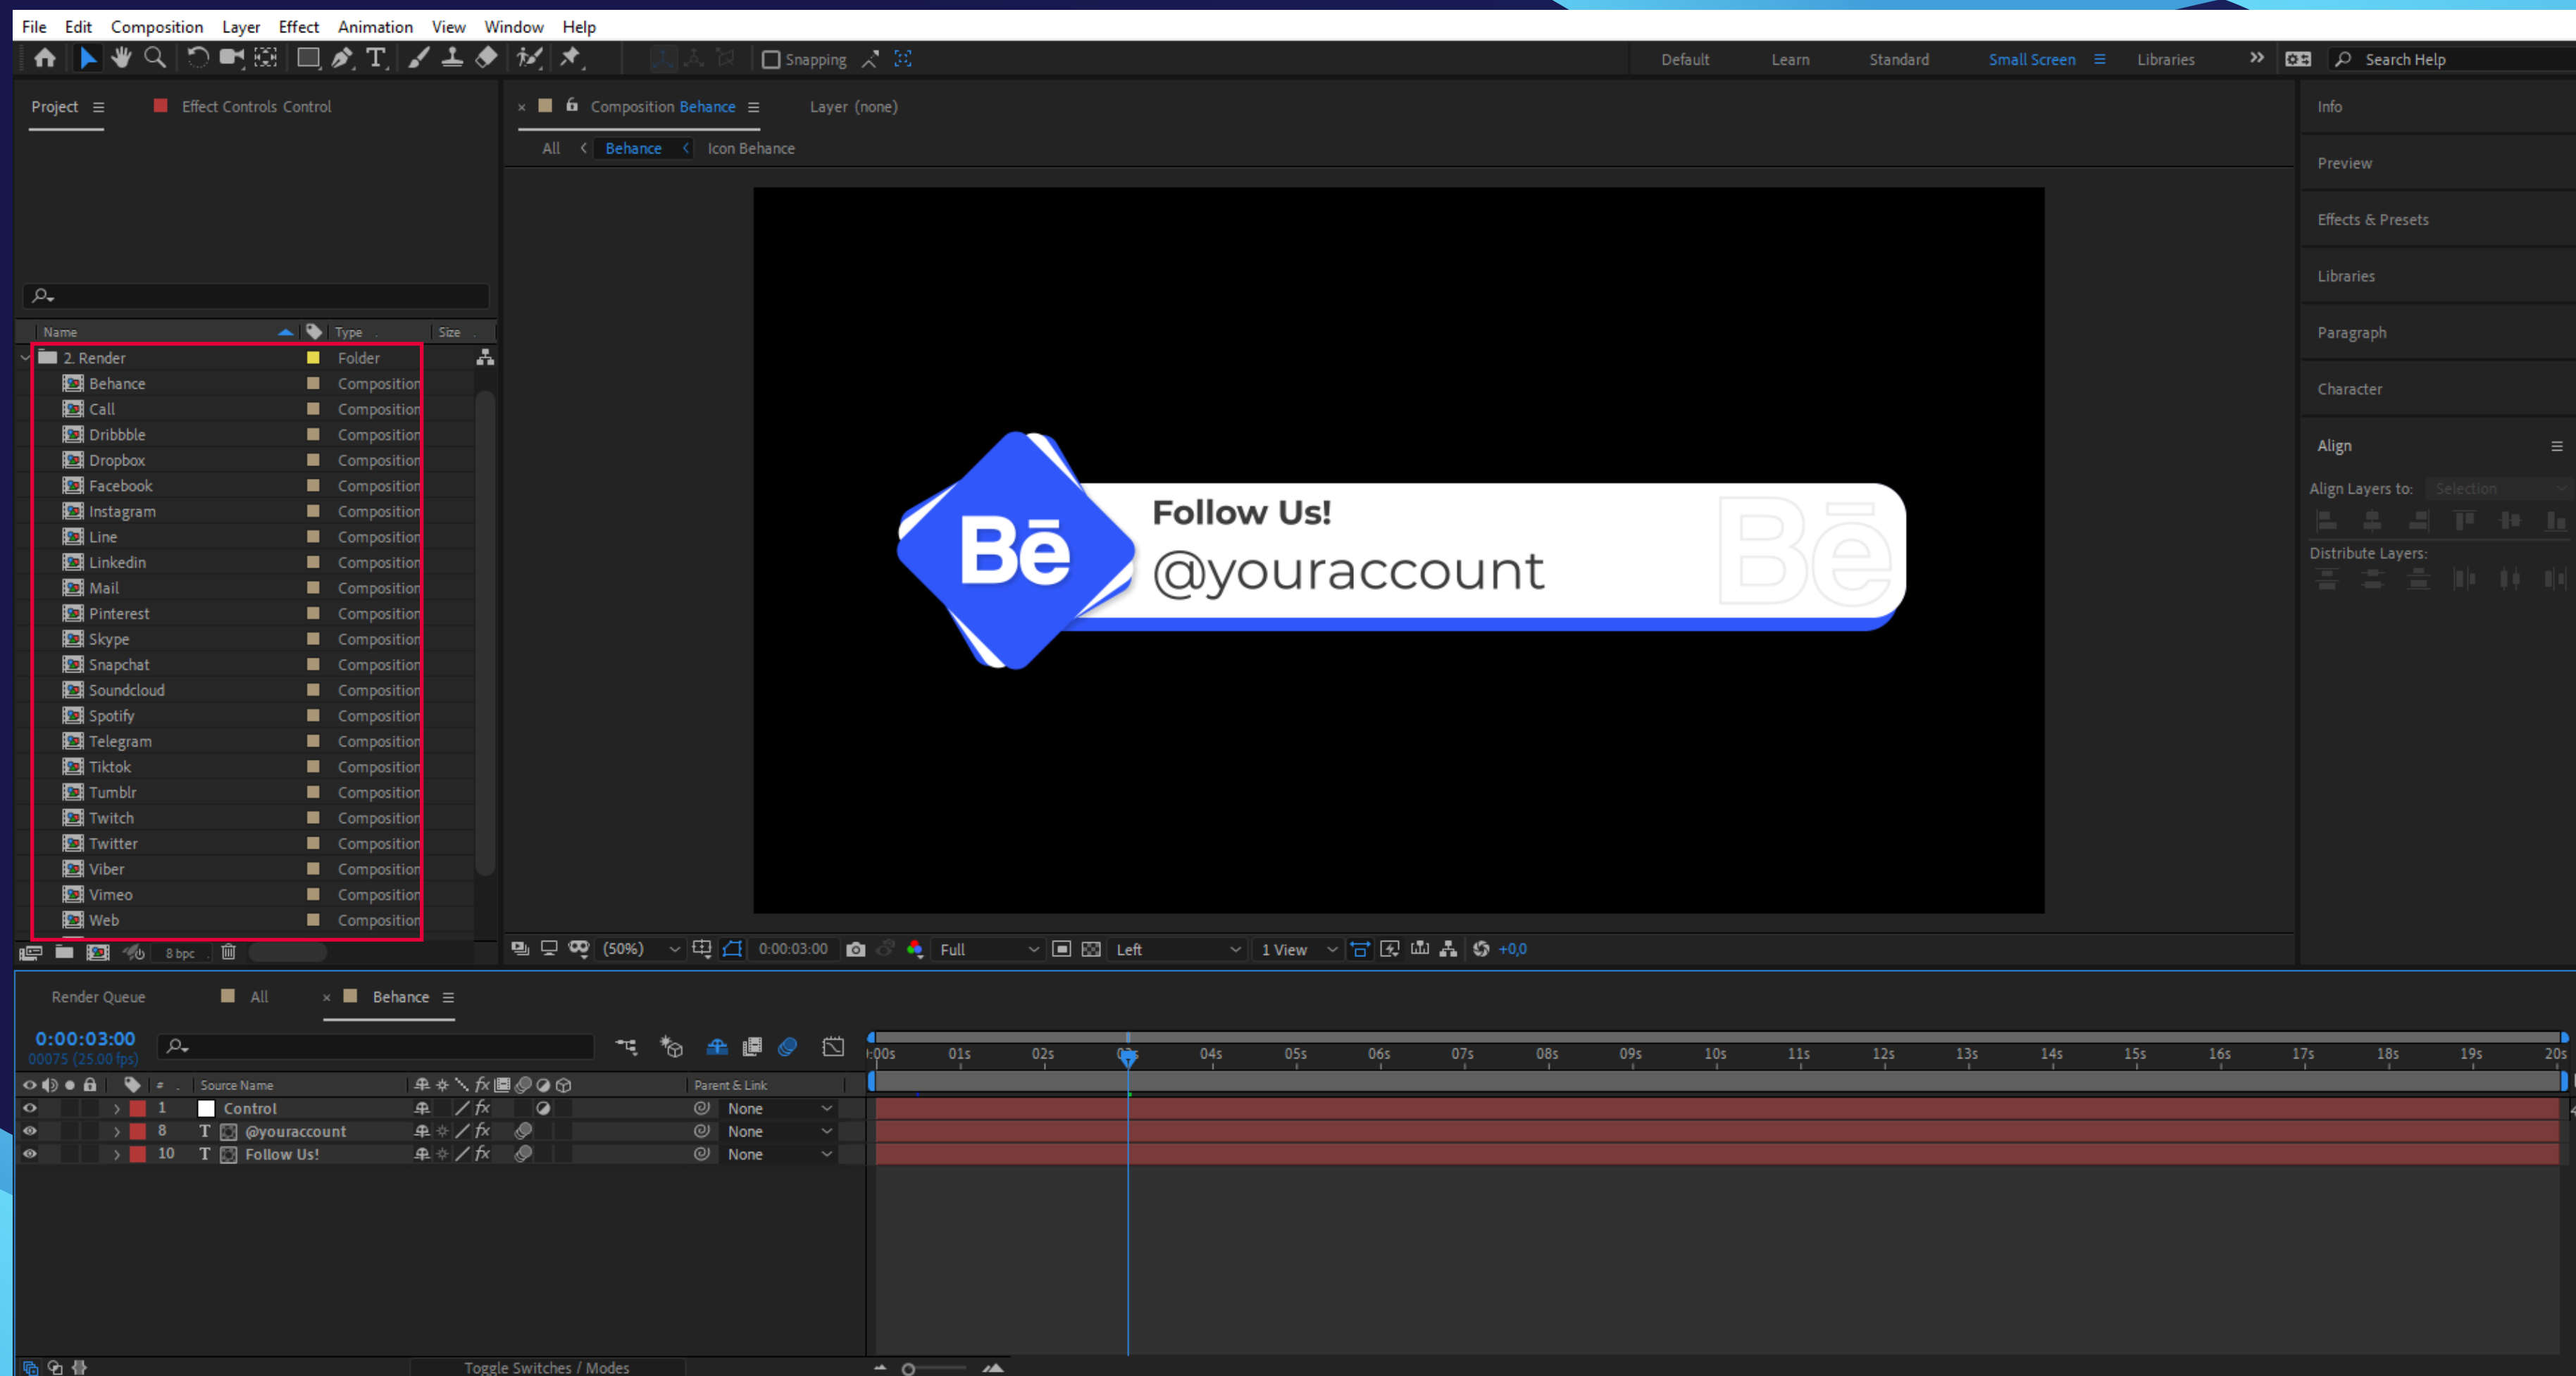 File Edit Composition Layer Effect Animation View Window Help
Snapping
Default Learn Standard Small Screen Libraries Search Help
Project Effect Controls Control
Composition Behance Layer (none)
All Behance Icon Behance
Name Type Size
2. Render Folder
Behance Composition
Call Composition
Dribbble Composition
Dropbox Composition
Facebook Composition
Instagram Composition
Line Composition
Linkedin Composition
Mail Composition
Pinterest Composition
Skype Composition
Snapchat Composition
Soundcloud Composition
Spotify Composition
Telegram Composition
Tiktok Composition
Tumblr Composition
Twitch Composition
Twitter Composition
Viber Composition
Vimeo Composition
Web Composition
8 bpc
Bē
Follow Us!
@youraccount
Bē
(50%) 0:00:03:00 Full Left 1 View +0,0
Info
Preview
Effects & Presets
Libraries
Paragraph
Character
Align
Align Layers to: Selection
Distribute Layers:
Render Queue All Behance
0:00:03:00
00075 (25.00 fps)
:00s 01s 02s 03s 04s 05s 06s 07s 08s 09s 10s 11s 12s 13s 14s 15s 16s 17s 18s 19s 20s
# Source Name fx Parent & Link
1 Control fx None
8 T @youraccount fx None
10 T Follow Us! fx None
Toggle Switches / Modes